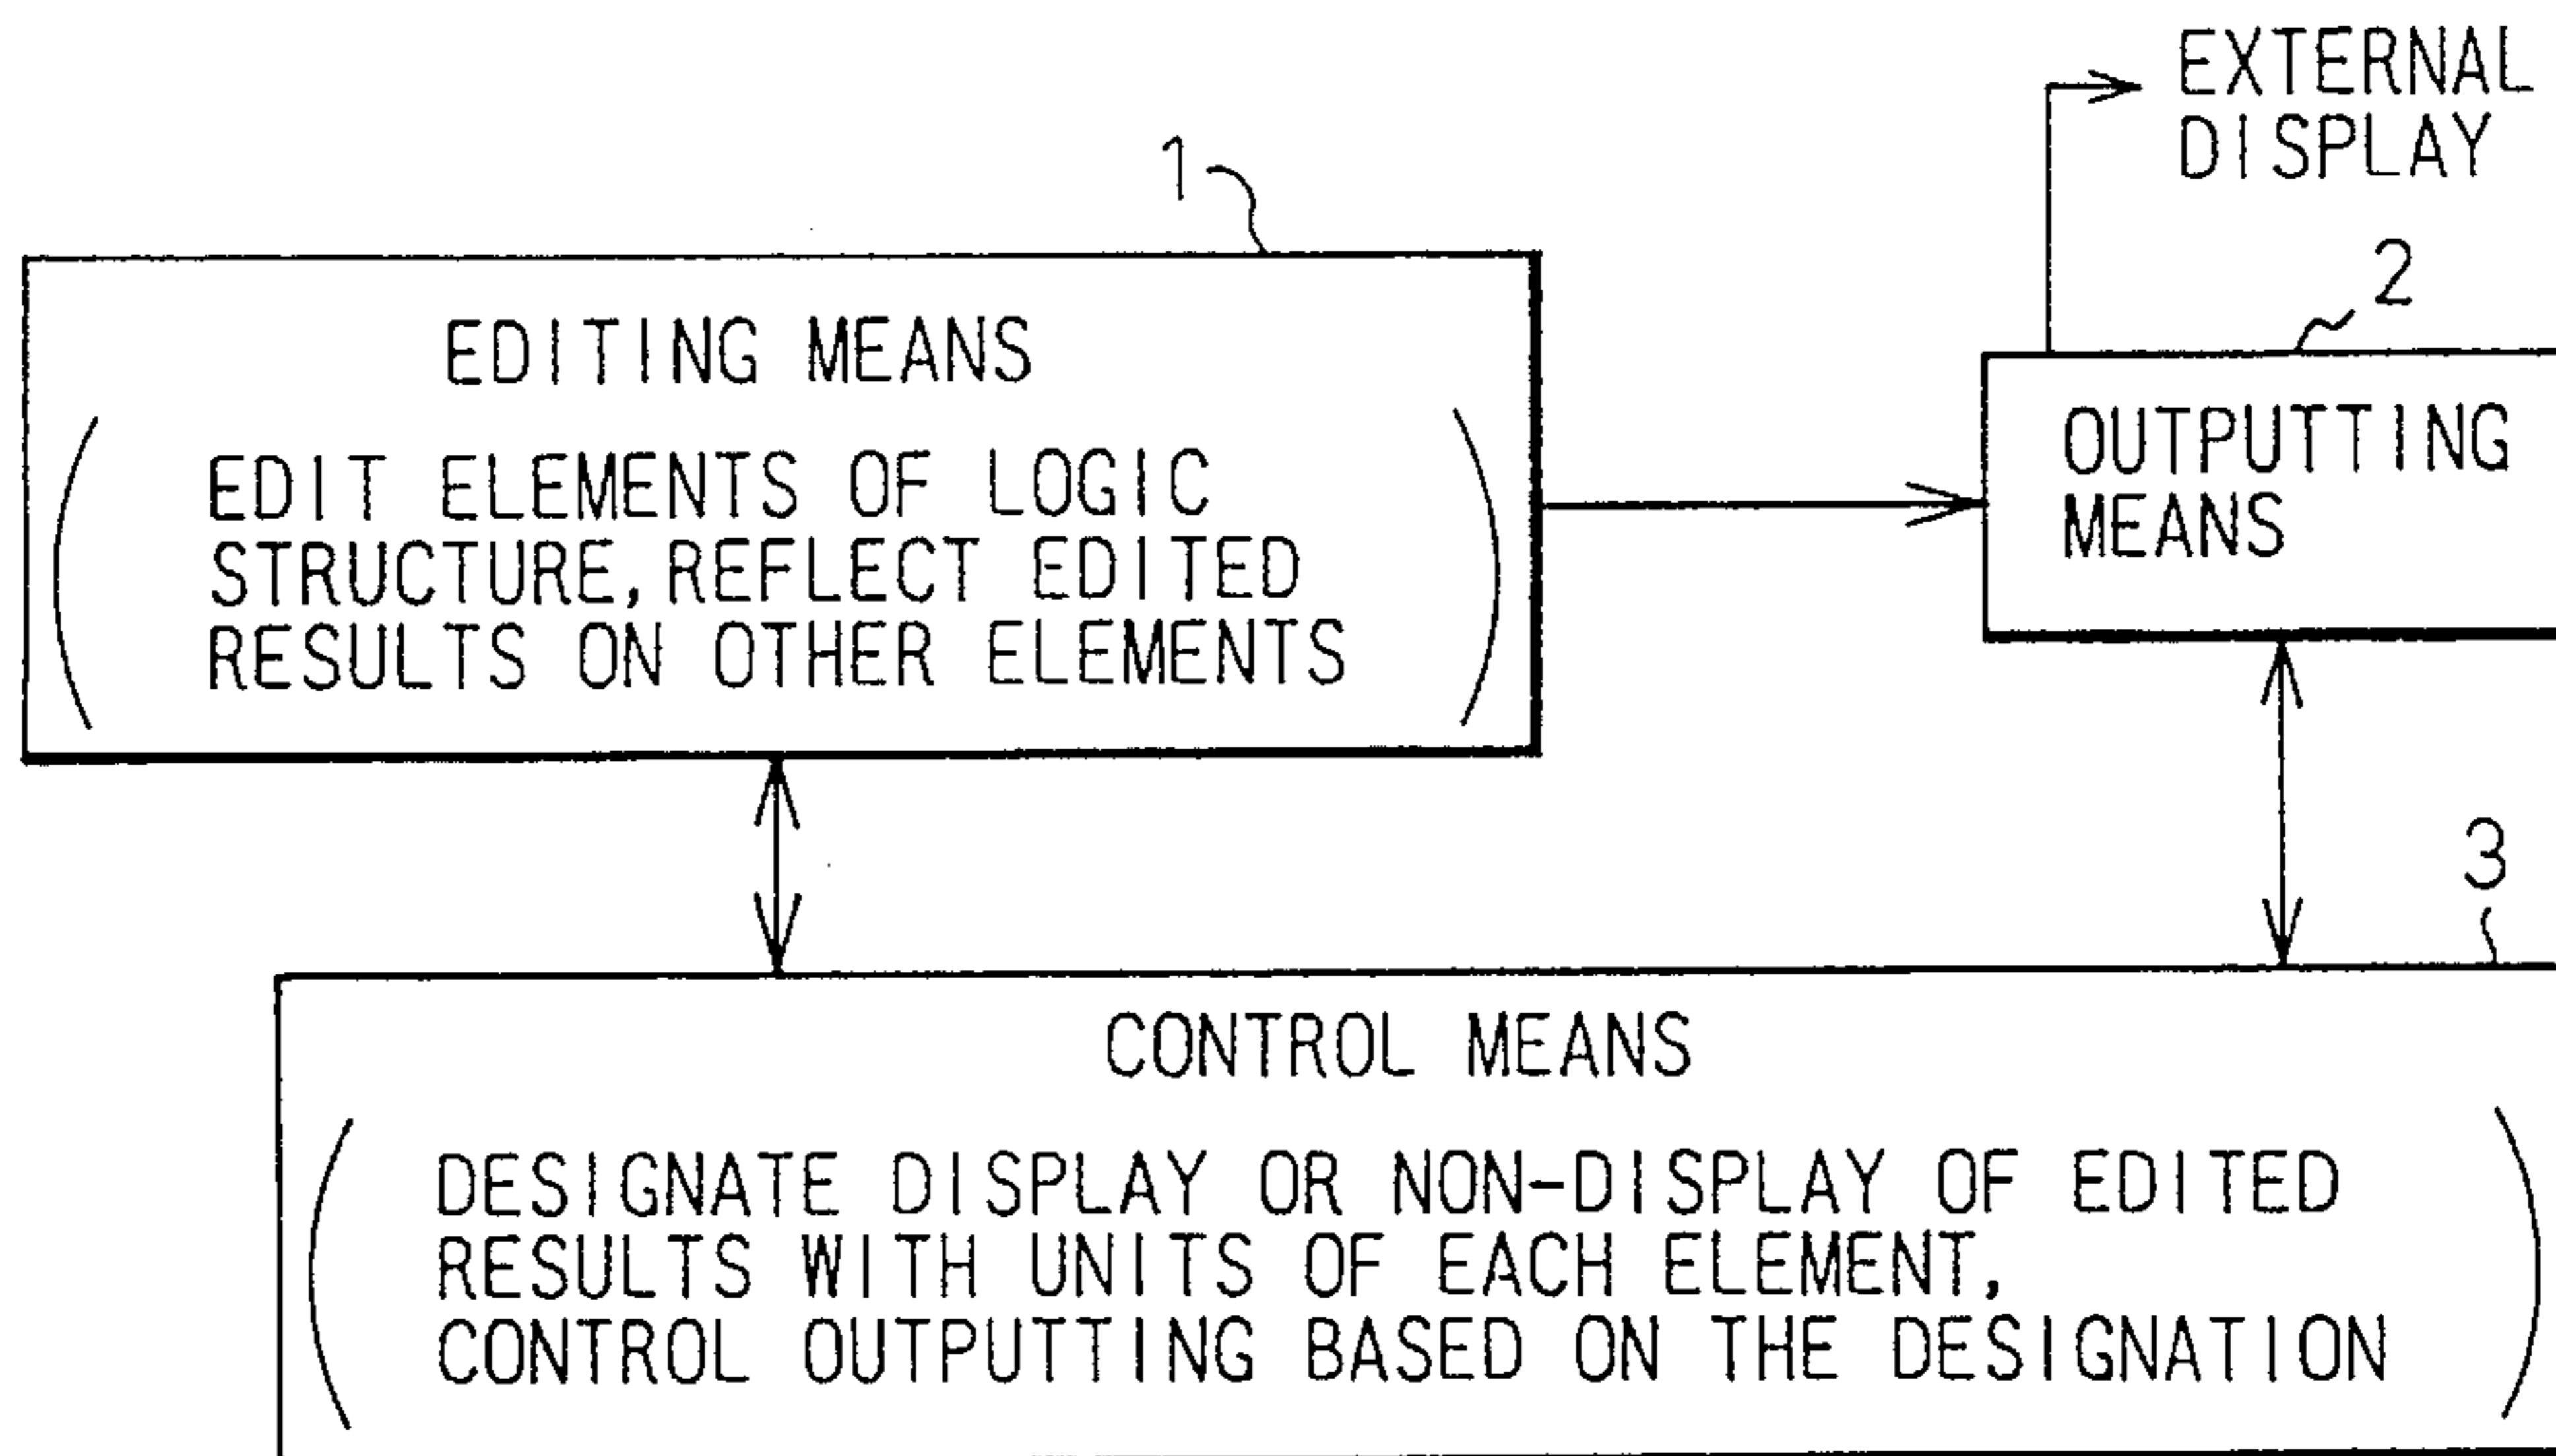 EXTERNAL
DISPLAY
1
2
EDITING MEANS
EDIT ELEMENTS OF LOGIC
STRUCTURE, REFLECT EDITED
RESULTS ON OTHER ELEMENTS
OUTPUTTING
MEANS
3
CONTROL MEANS
DESIGNATE DISPLAY OR NON-DISPLAY OF EDITED
RESULTS WITH UNITS OF EACH ELEMENT,
CONTROL OUTPUTTING BASED ON THE DESIGNATION